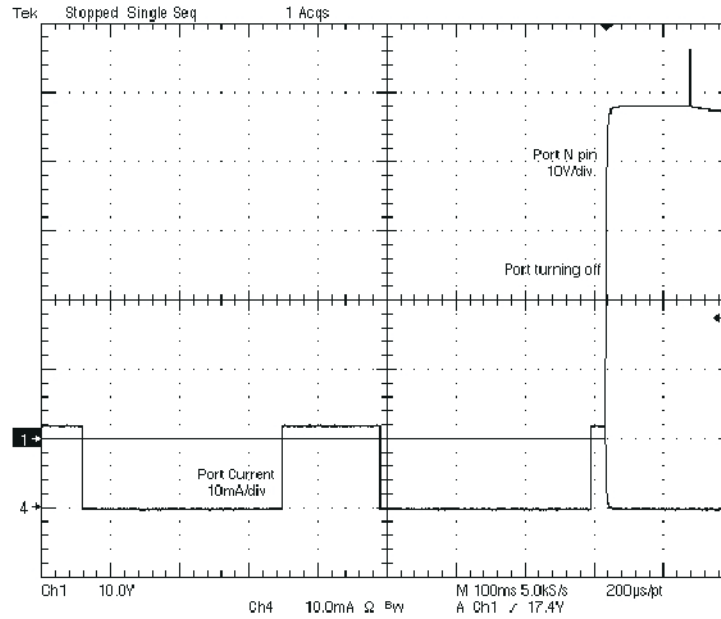 Tek Stopped Single Seq 1 Acqs
Port N pin
10V/div.
Port turning off
1
Port Current
10mA/div
4
Ch1 10.0V M 100ms 5.0kS/s 200µs/pt
Ch4 10.0mA Ω BW A Ch1 / 17.4V